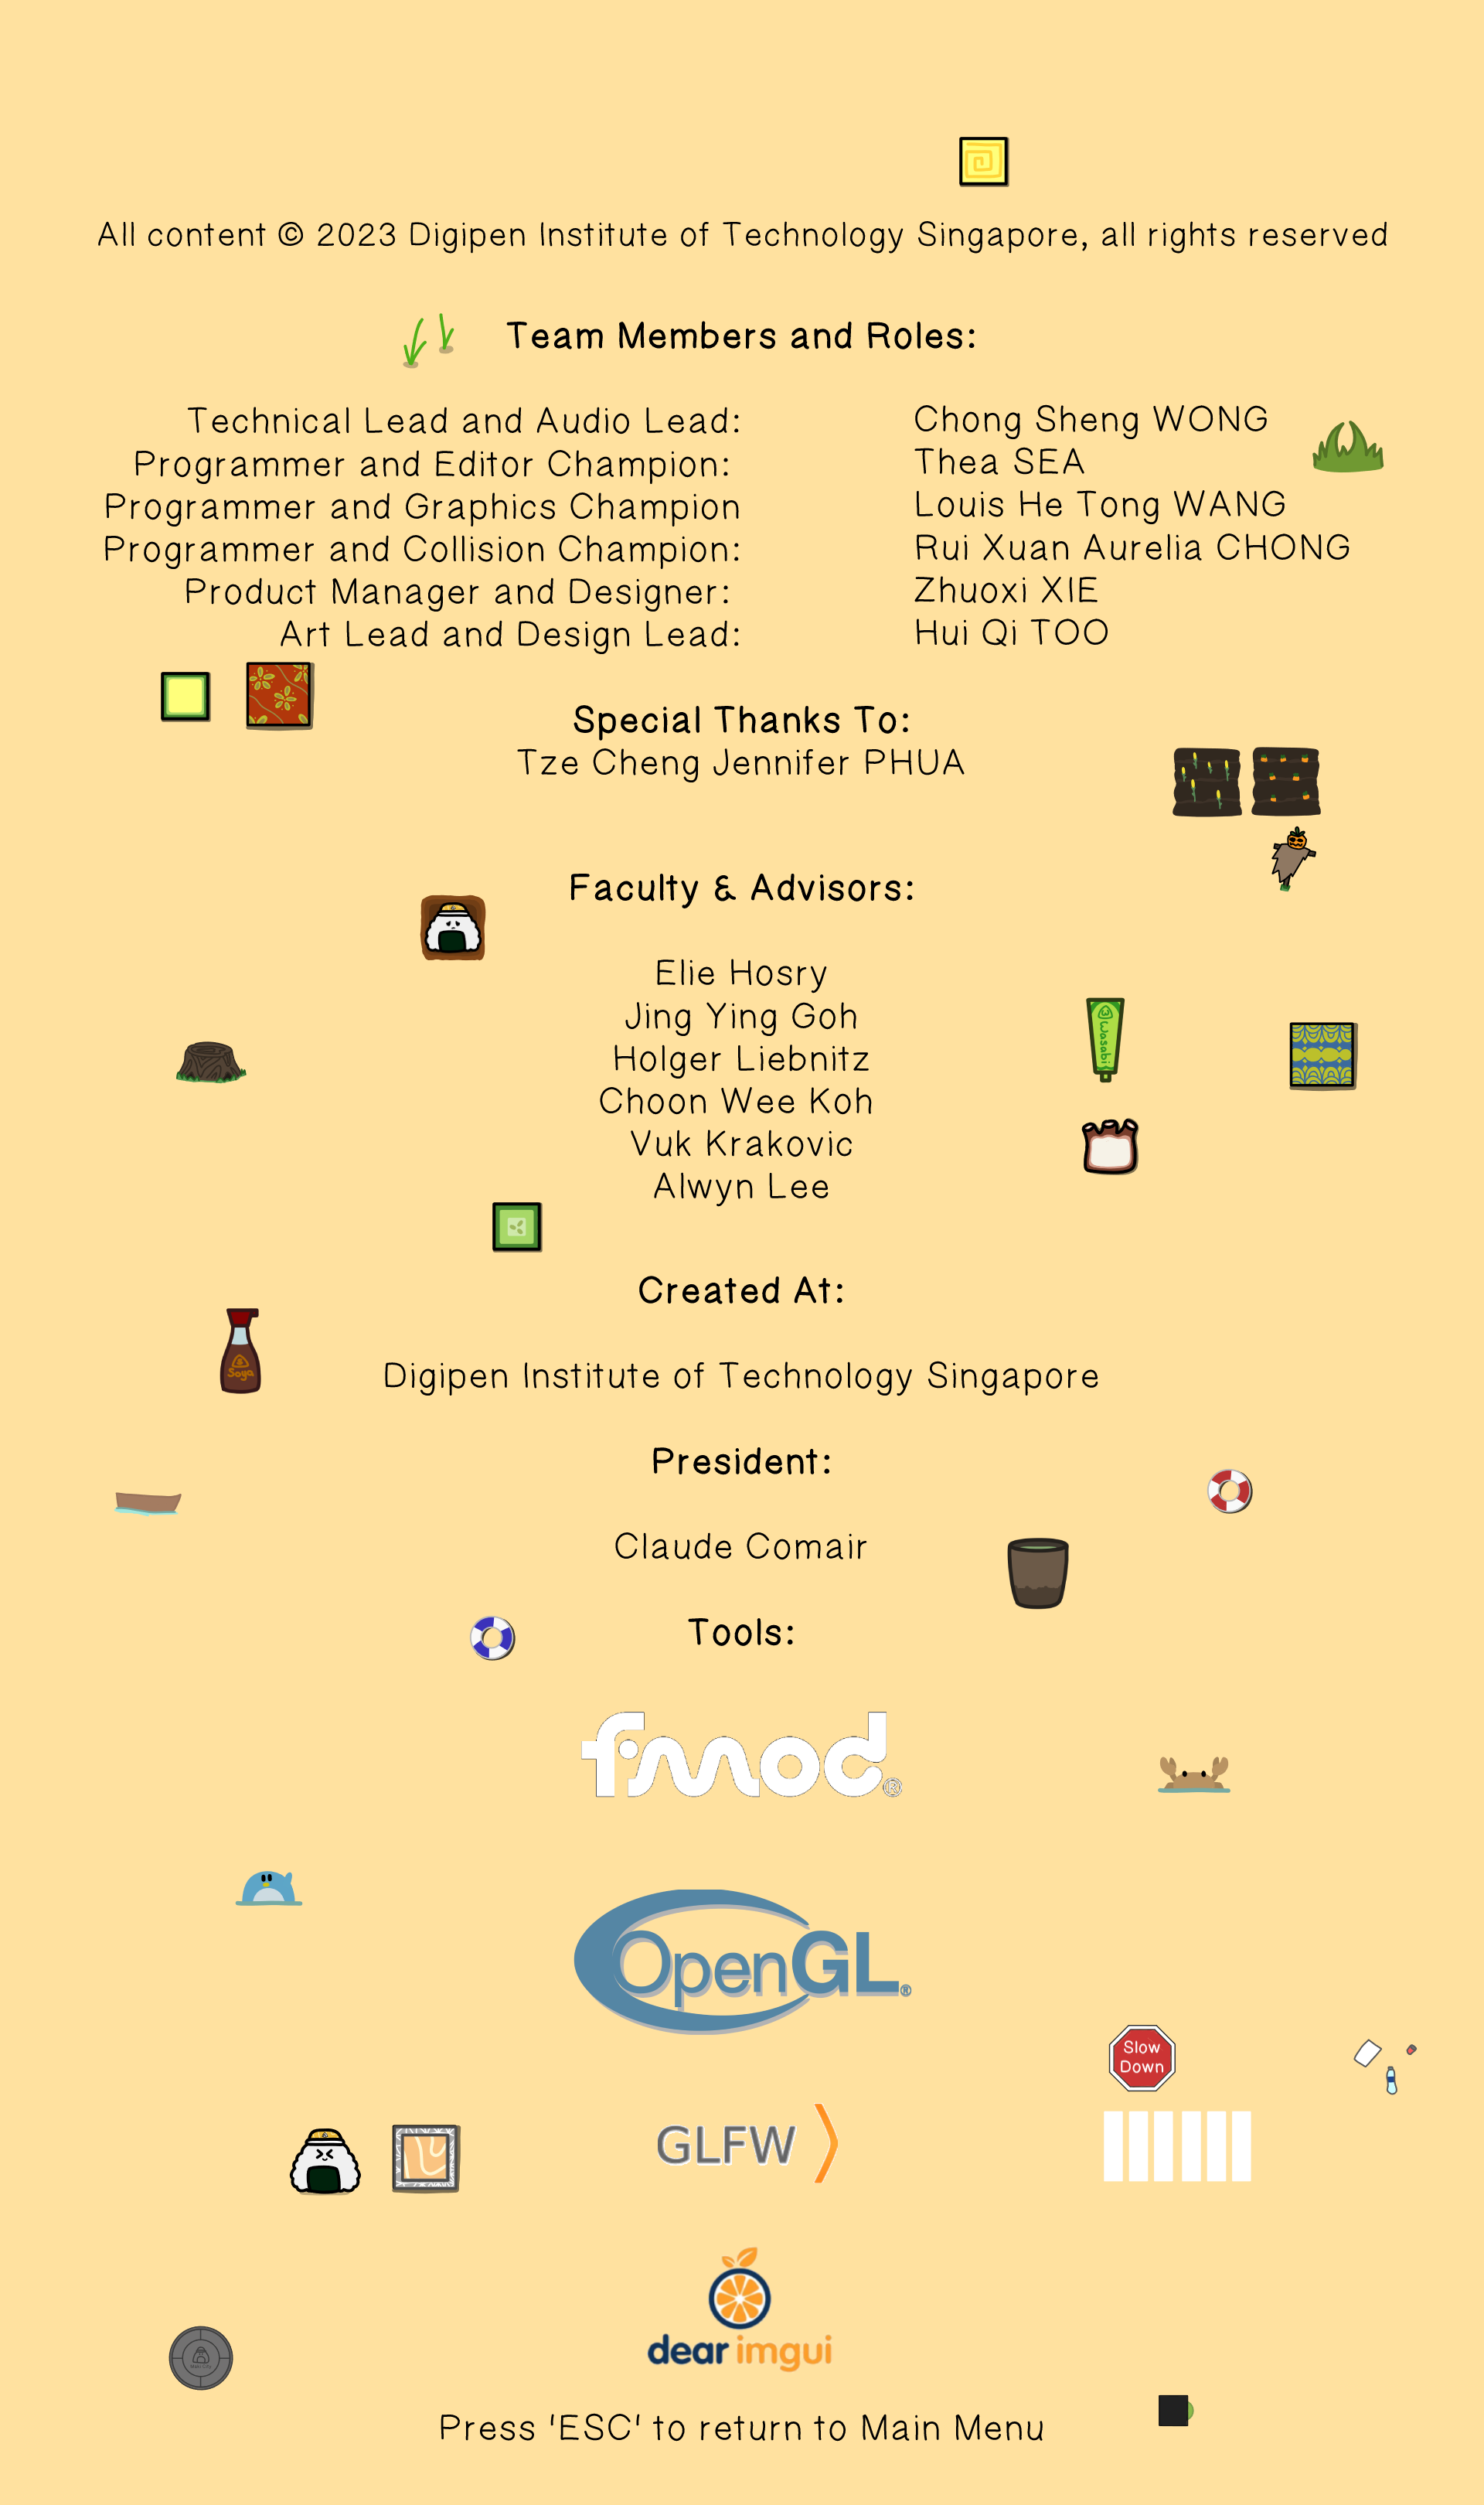 All content © 2023 Digipen Institute of Technology Singapore, all rights reserved
Team Members and Roles:
Technical Lead and Audio Lead: Chong Sheng WONG
Programmer and Editor Champion: Thea SEA
Programmer and Graphics Champion Louis He Tong WANG
Programmer and Collision Champion: Rui Xuan Aurelia CHONG
Product Manager and Designer: Zhuoxi XIE
Art Lead and Design Lead: Hui Qi TOO
Special Thanks To:
Tze Cheng Jennifer PHUA
Faculty & Advisors:
Elie Hosry
Jing Ying Goh
Holger Liebnitz
Wasabi
Choon Wee Koh
Vuk Krakovic
Alwyn Lee
Created At:
Soya
Digipen Institute of Technology Singapore
President:
Claude Comair
Tools:
fmod®
OpenGL®
Slow
Down
GLFW
dear imgui
Press 'ESC' to return to Main Menu